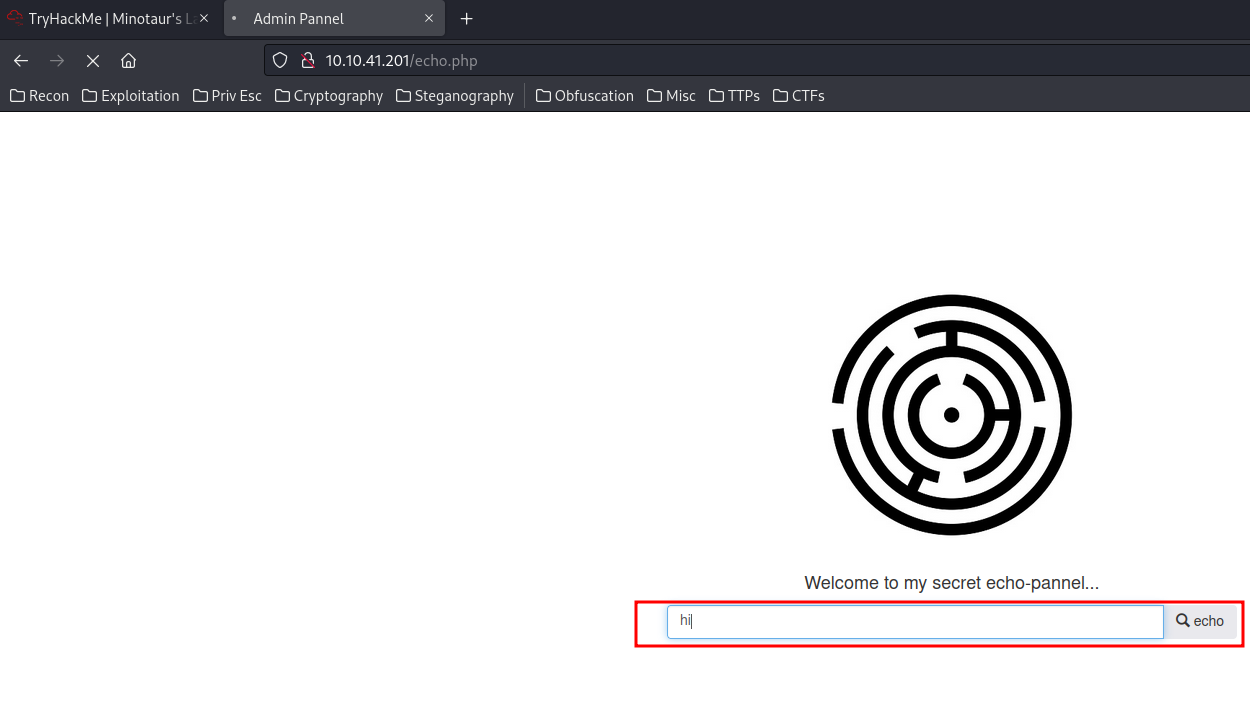 TryHackMe | Minotaur's La
Admin Pannel
10.10.41.201/echo.php
Recon Exploitation Priv Esc Cryptography Steganography Obfuscation Misc TTPs CTFs
Welcome to my secret echo-pannel...
hi echo